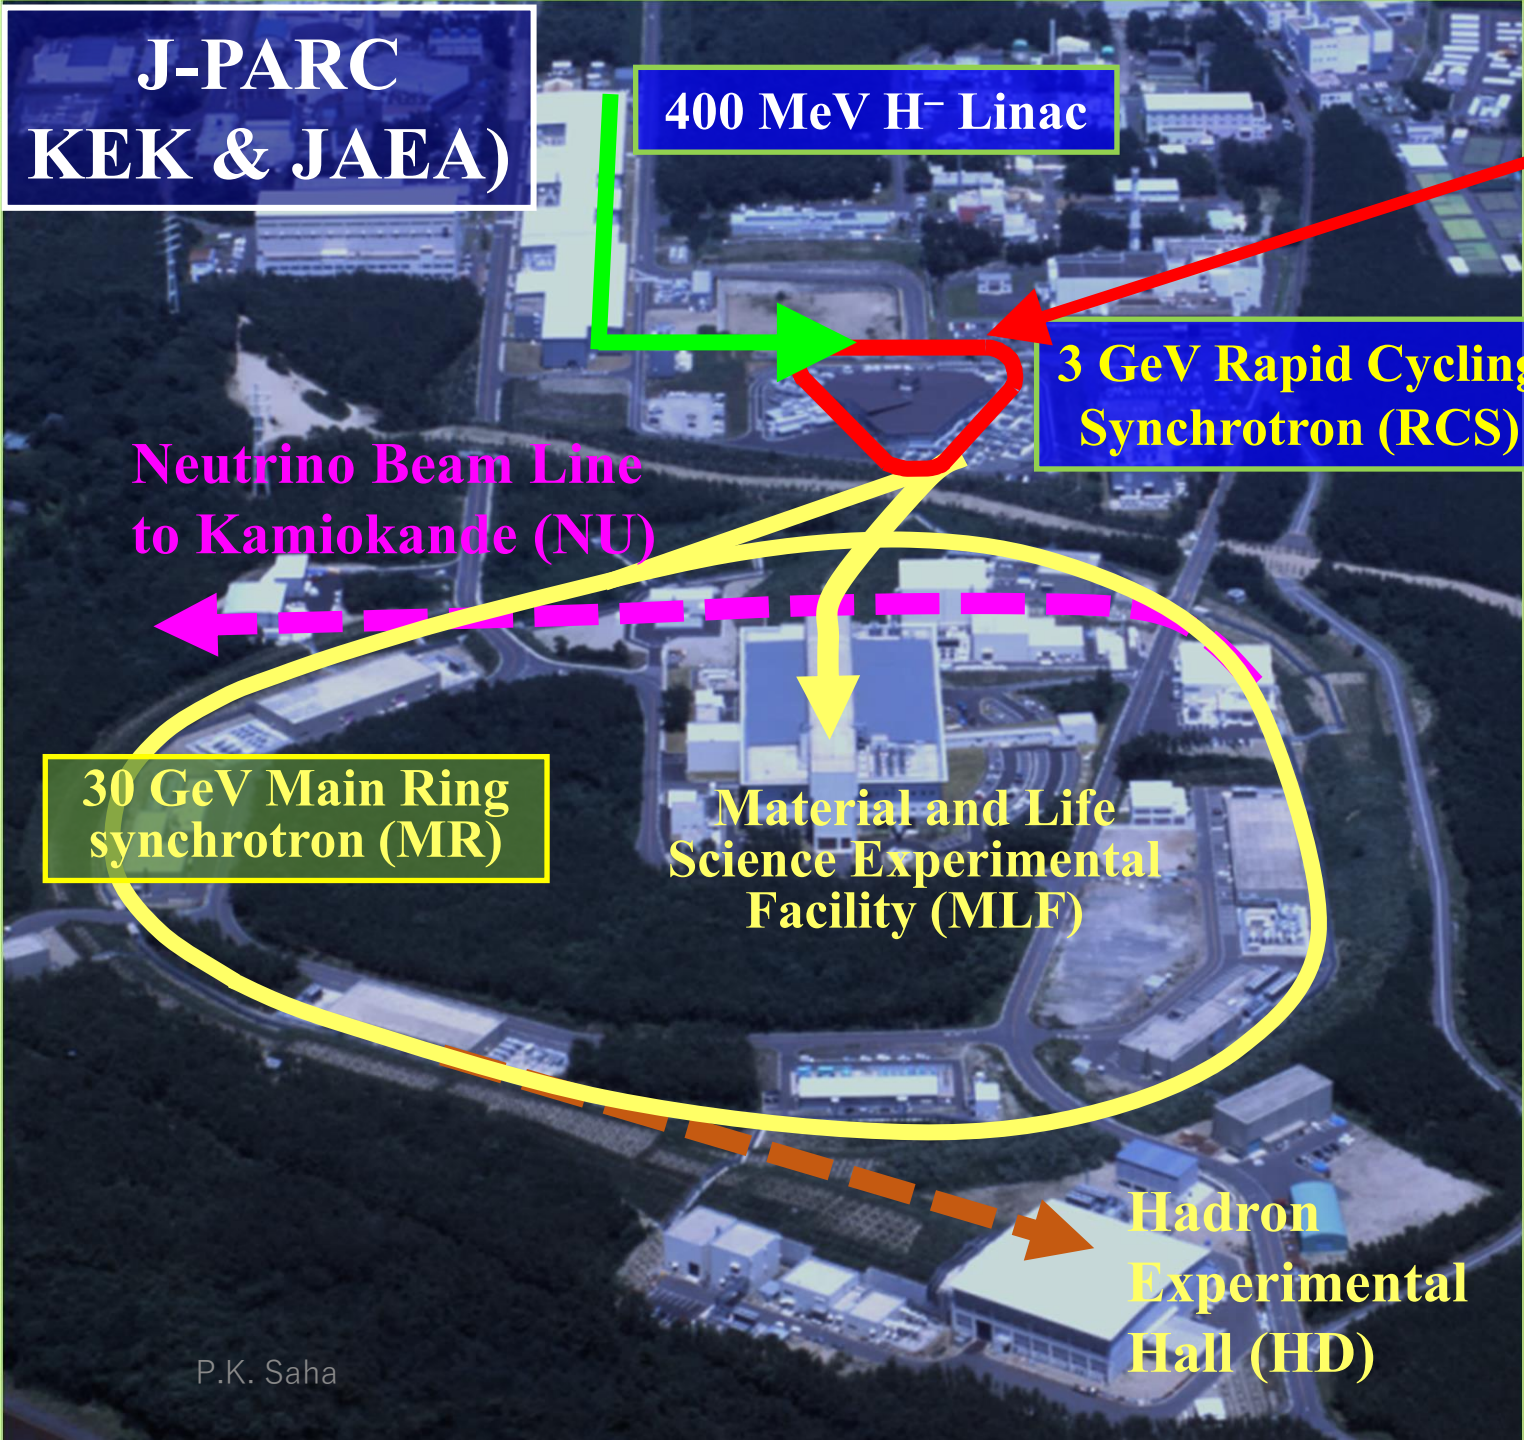 J-PARC
KEK & JAEA)
400 MeV H⁻ Linac
3 GeV Rapid Cycling
Synchrotron (RCS)
Neutrino Beam Line
to Kamiokande (NU)
30 GeV Main Ring
synchrotron (MR)
Material and Life
Science Experimental
Facility (MLF)
Hadron
Experimental
Hall (HD)
P.K. Saha